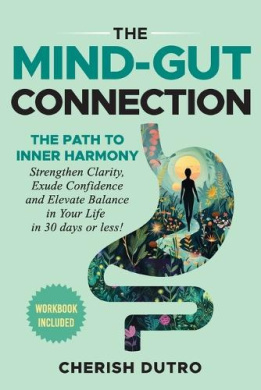 THE
MIND-GUT
CONNECTION
THE PATH TO
INNER HARMONY
Strengthen Clarity,
Exude Confidence
and Elevate Balance
in Your Life
in 30 days or less!
WORKBOOK
INCLUDED
CHERISH DUTRO